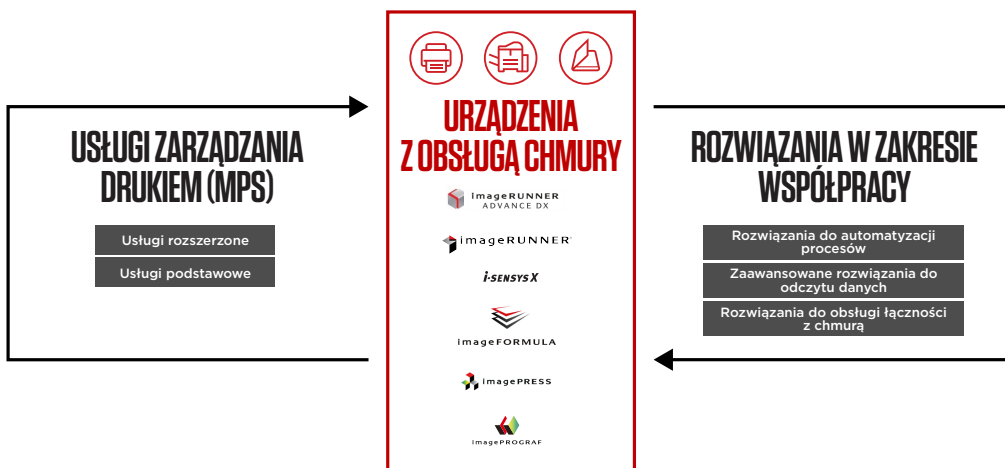 USŁUGI ZARZĄDZANIA
DRUKIEM (MPS)
Usługi rozszerzone
Usługi podstawowe
URZĄDZENIA
Z OBSŁUGĄ CHMURY
imageRUNNER
ADVANCE DX
imageRUNNER
i-SENSYS X
imageFORMULA
imagePRESS
imagePROGRAF
ROZWIĄZANIA W ZAKRESIE
WSPÓŁPRACY
Rozwiązania do automatyzacji
procesów
Zaawansowane rozwiązania do
odczytu danych
Rozwiązania do obsługi łączności
z chmurą